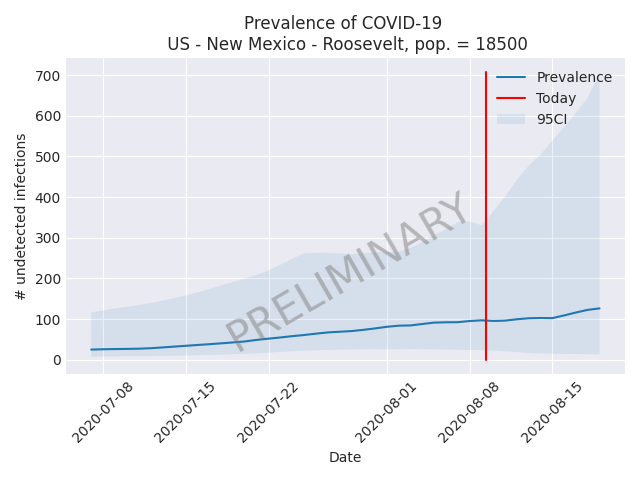 Prevalence of COVID-19
US - New Mexico - Roosevelt, pop. = 18500
700
600
500
400
300
200
100
0
# undetected infections
Prevalence
Today
95CI
PRELIMINARY
2020-07-08
2020-07-15
2020-07-22
2020-08-01
2020-08-08
2020-08-15
Date